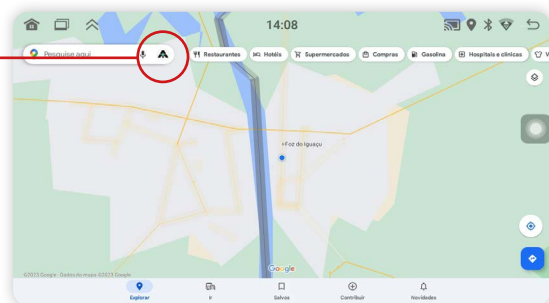 14:08
Pesquise aqui
Restaurantes Hotéis Supermercados Compras Gasolina Hospitais e clínicas V
Foz do Iguaçu
Google
©2023 Google · Dados do mapa ©2023 Google
Explorar Ir Salvos Contribuir Novidades